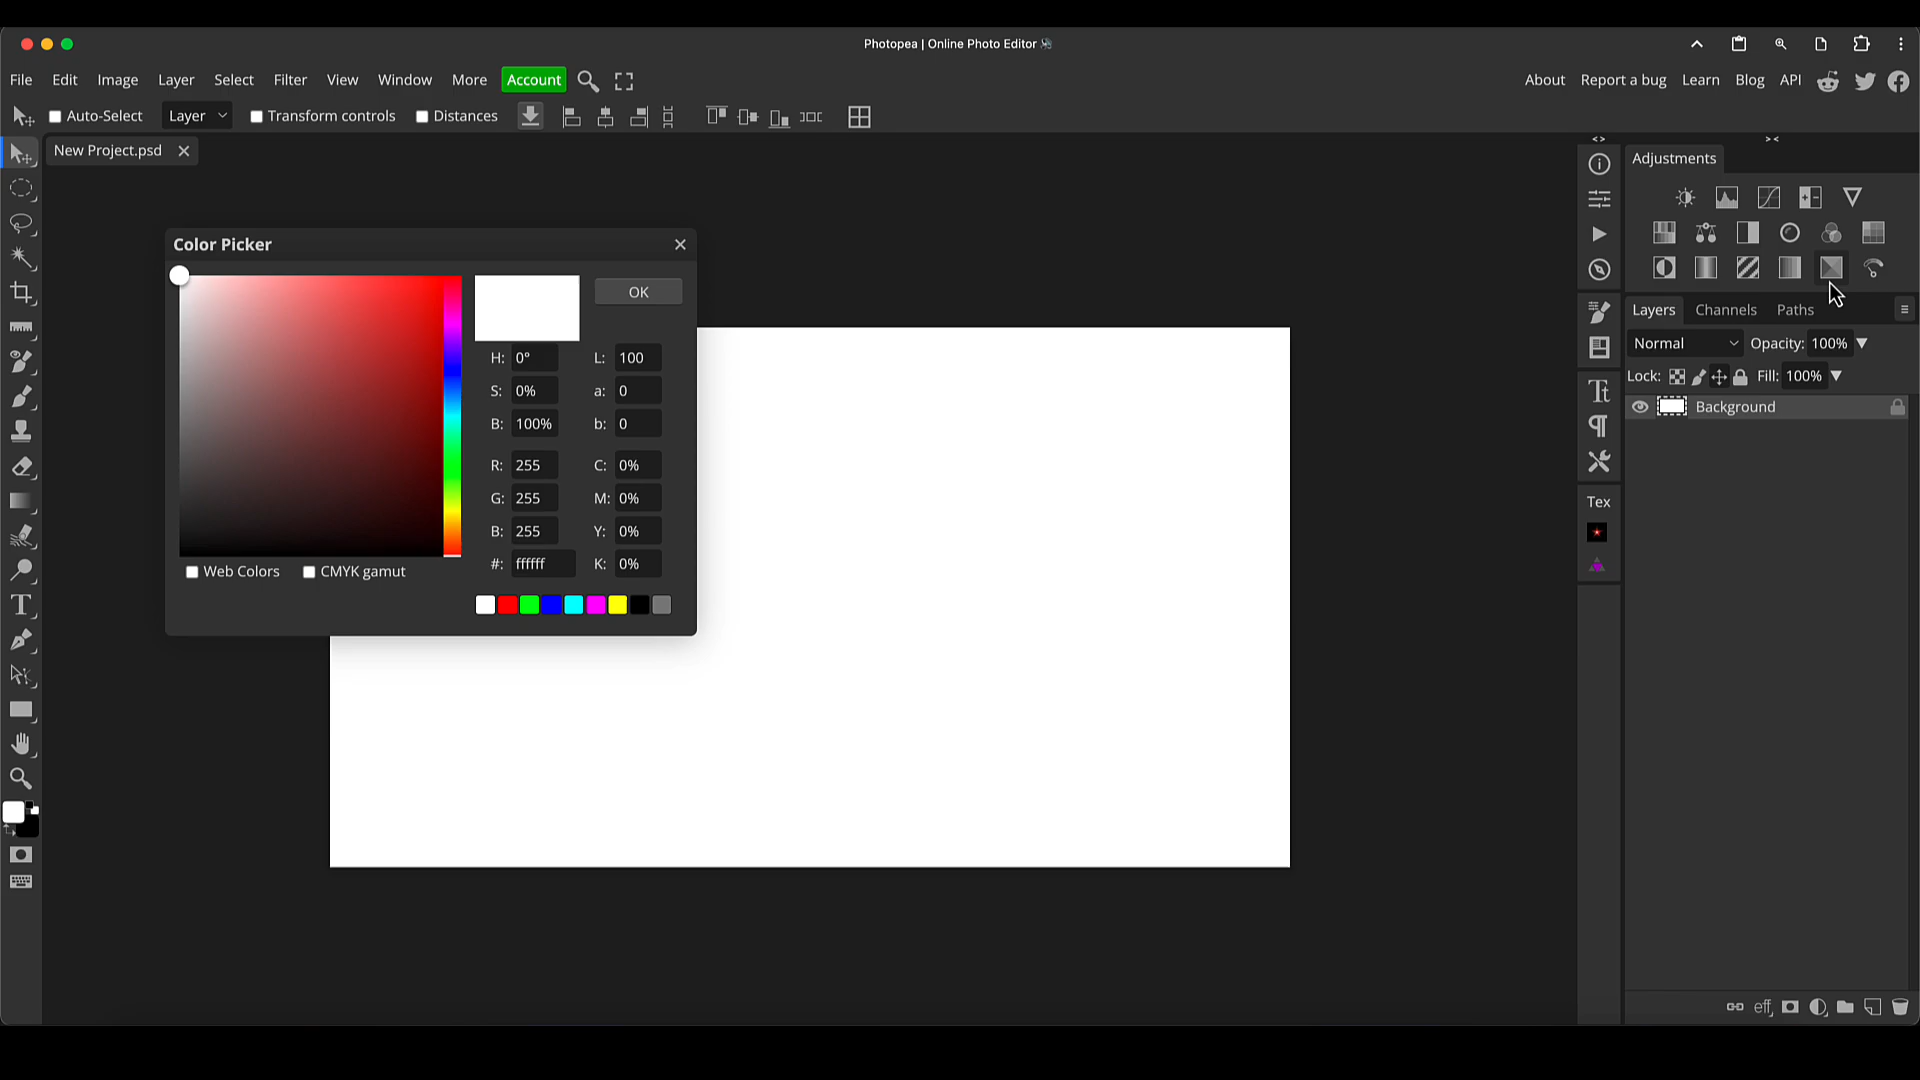 Photopea | Online Photo Editor
File Edit Image Layer Select Filter View Window More Account About Report a bug Learn Blog API
Auto-Select Layer Transform controls Distances
New Project.psd
Adjustments
Color Picker
OK
H: 0° L: 100
S: 0% a: 0
B: 100% b: 0
R: 255 C: 0%
G: 255 M: 0%
B: 255 Y: 0%
#: ffffff K: 0%
Web Colors CMYK gamut
Layers Channels Paths
Normal Opacity: 100%
Lock: Fill: 100%
Background
Tex
eff